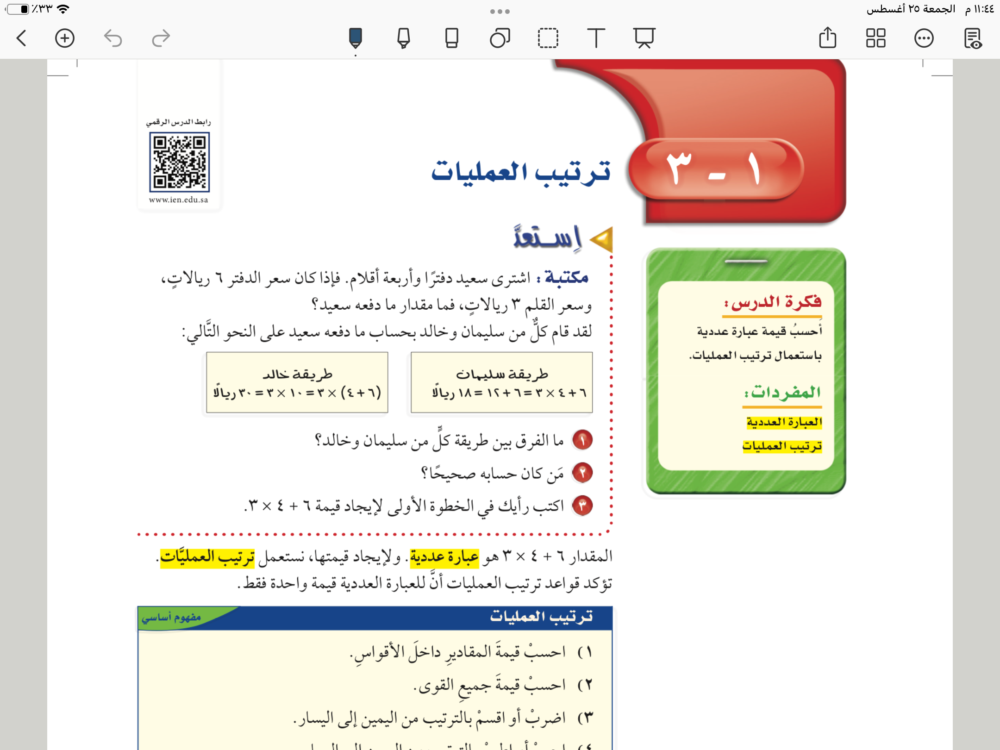 ١١:٤٤ م الجمعة ٢٥ أغسطس
٪٣٣
رابط الدرس الرقمي
www.ien.edu.sa
١ - ٣
ترتيب العمليات
اِستعدَّ
مكتبة : اشترى سعيد دفترًا وأربعة أقلام. فإذا كان سعر الدفتر ٦ ريالاتٍ،
وسعر القلم ٣ ريالاتٍ، فما مقدار ما دفعه سعيد؟
لقد قام كلٌّ من سليمان وخالد بحساب ما دفعه سعيد على النحو التَّالي:
طريقة سليمان
٦ + ٤ × ٣ = ٦ + ١٢ = ١٨ ريالًا
طريقة خالد
(٦ + ٤) × ٣ = ١٠ × ٣ = ٣٠ ريالًا
١ ما الفرق بين طريقة كلٍّ من سليمان وخالد؟
٢ مَن كان حسابه صحيحًا؟
٣ اكتب رأيك في الخطوة الأولى لإيجاد قيمة ٦ + ٤ × ٣.
فكرة الدرس:
أَحسبُ قيمة عبارة عددية
باستعمال ترتيب العمليات.
المفردات:
العبارة العددية
ترتيب العمليات
المقدار ٦ + ٤ × ٣ هو عبارة عددية. ولإيجاد قيمتها، نستعمل ترتيب العمليَّات.
تؤكد قواعد ترتيب العمليات أنَّ للعبارة العددية قيمة واحدة فقط.
ترتيب العمليات
مفهوم أساسي
١) احسبْ قيمةَ المقاديرِ داخلَ الأقواسِ.
٢) احسبْ قيمةَ جميعِ القوى.
٣) اضربْ أو اقسمْ بالترتيب من اليمين إلى اليسار.